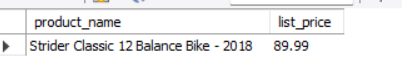 product_name list_price
Strider Classic 12 Balance Bike - 2018 89.99